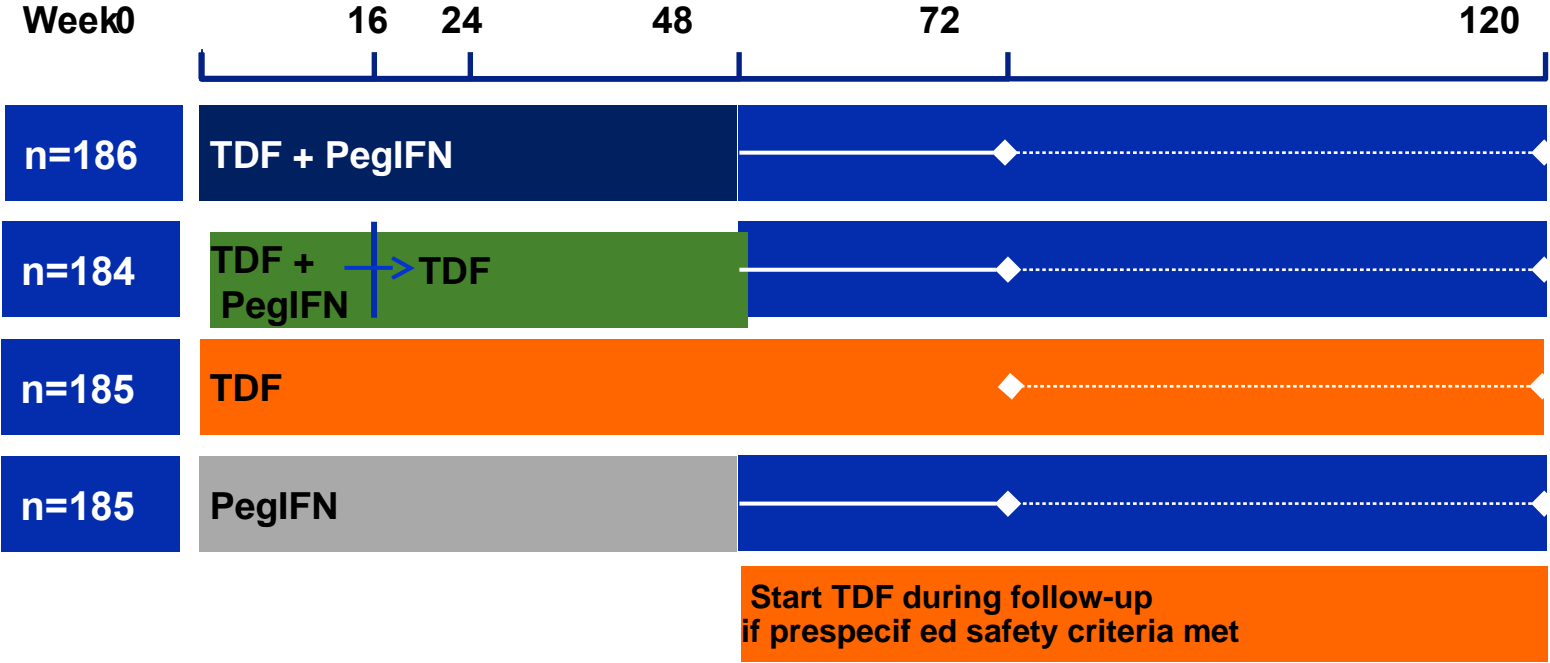 Week0 16 24 48 72 120
n=186 TDF + PegIFN
n=184 TDF + PegIFN TDF
n=185 TDF
n=185 PegIFN
Start TDF during follow-up
if prespecif ed safety criteria met